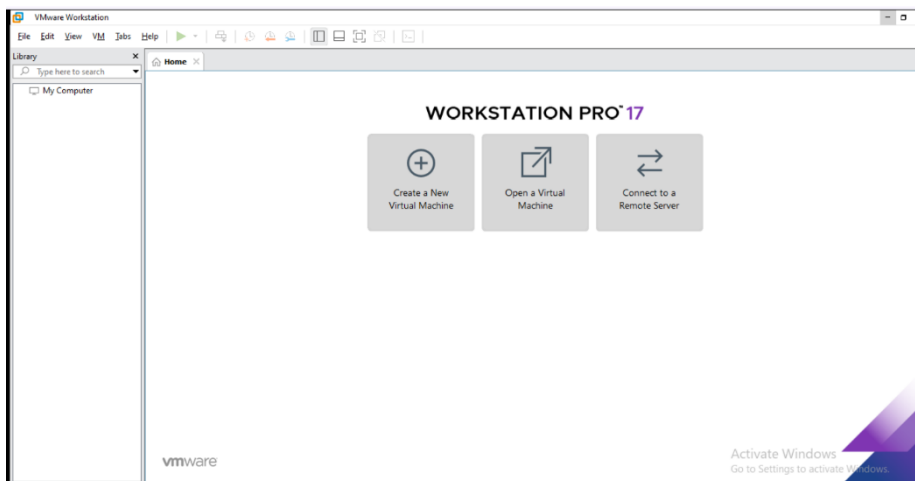 VMware Workstation
File Edit View VM Tabs Help
Library
Type here to search
My Computer
Home
WORKSTATION PRO™ 17
Create a New
Virtual Machine
Open a Virtual
Machine
Connect to a
Remote Server
vmware
Activate Windows
Go to Settings to activate Windows.